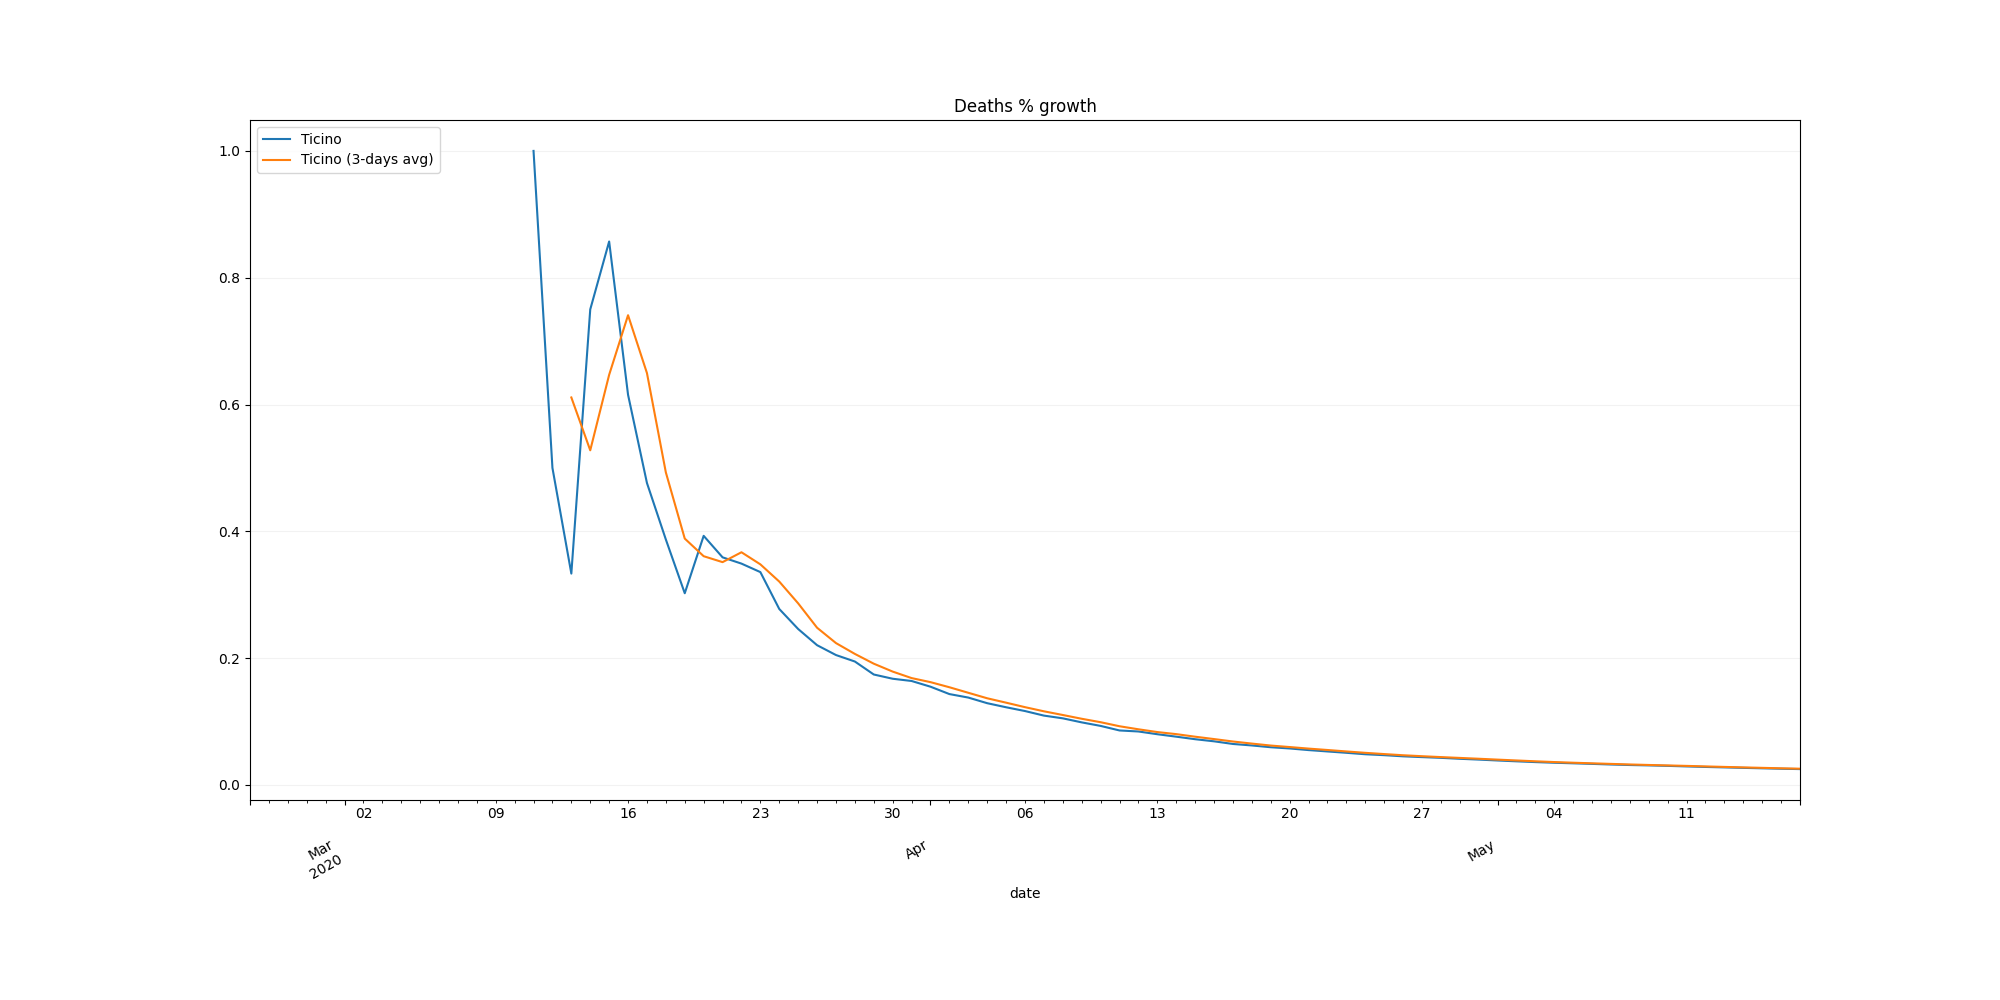 Deaths % growth
Ticino
Ticino (3-days avg)
1.0
0.8
0.6
0.4
0.2
0.0
02 09 16 23 30 06 13 20 27 04 11
Mar
2020
Apr
May
date